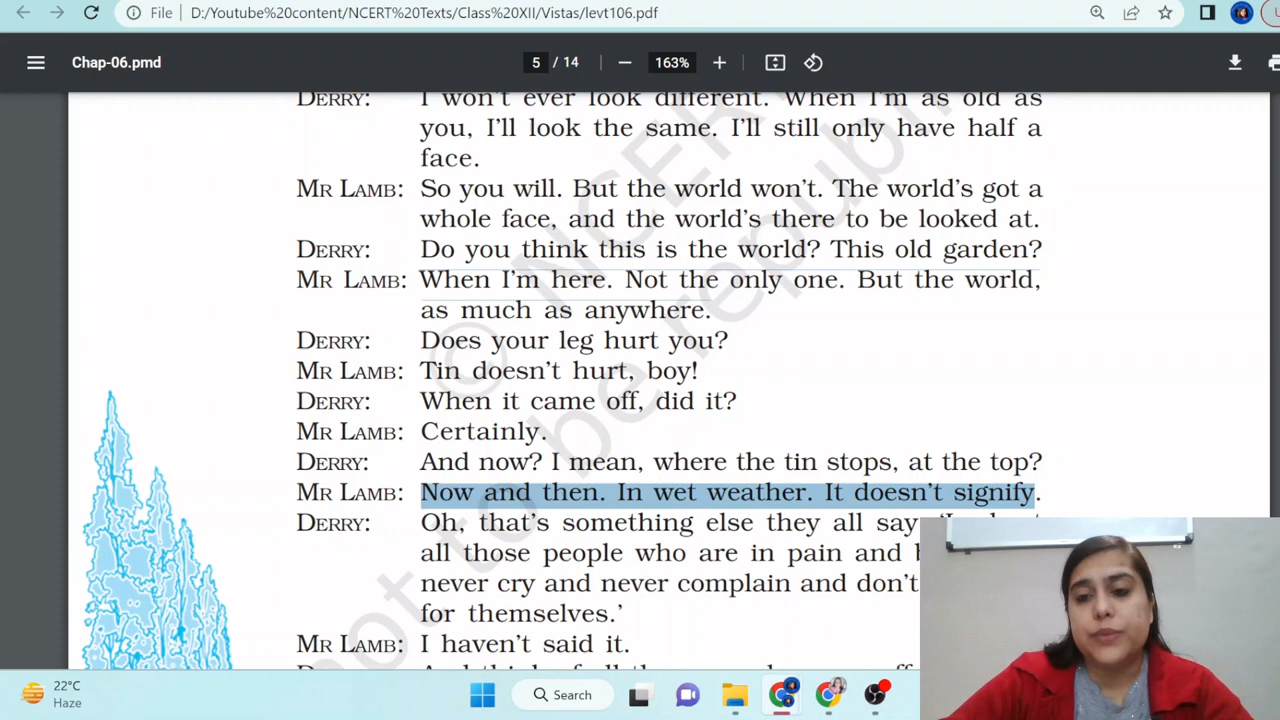 File D:/Youtube%20content/NCERT%20Texts/Class%20XII/Vistas/levt106.pdf
Chap-06.pmd 5 / 14 163%
DERRY: I won't ever look different. When I'm as old as
you, I'll look the same. I'll still only have half a
face.
MR LAMB: So you will. But the world won't. The world's got a
whole face, and the world's there to be looked at.
DERRY: Do you think this is the world? This old garden?
MR LAMB: When I'm here. Not the only one. But the world,
as much as anywhere.
DERRY: Does your leg hurt you?
MR LAMB: Tin doesn't hurt, boy!
DERRY: When it came off, did it?
MR LAMB: Certainly.
DERRY: And now? I mean, where the tin stops, at the top?
MR LAMB: Now and then. In wet weather. It doesn't signify.
DERRY: Oh, that's something else they all say
all those people who are in pain and
never cry and never complain and don't
for themselves.'
MR LAMB: I haven't said it.
© NCER
not to be republi
22°C
Haze
Search